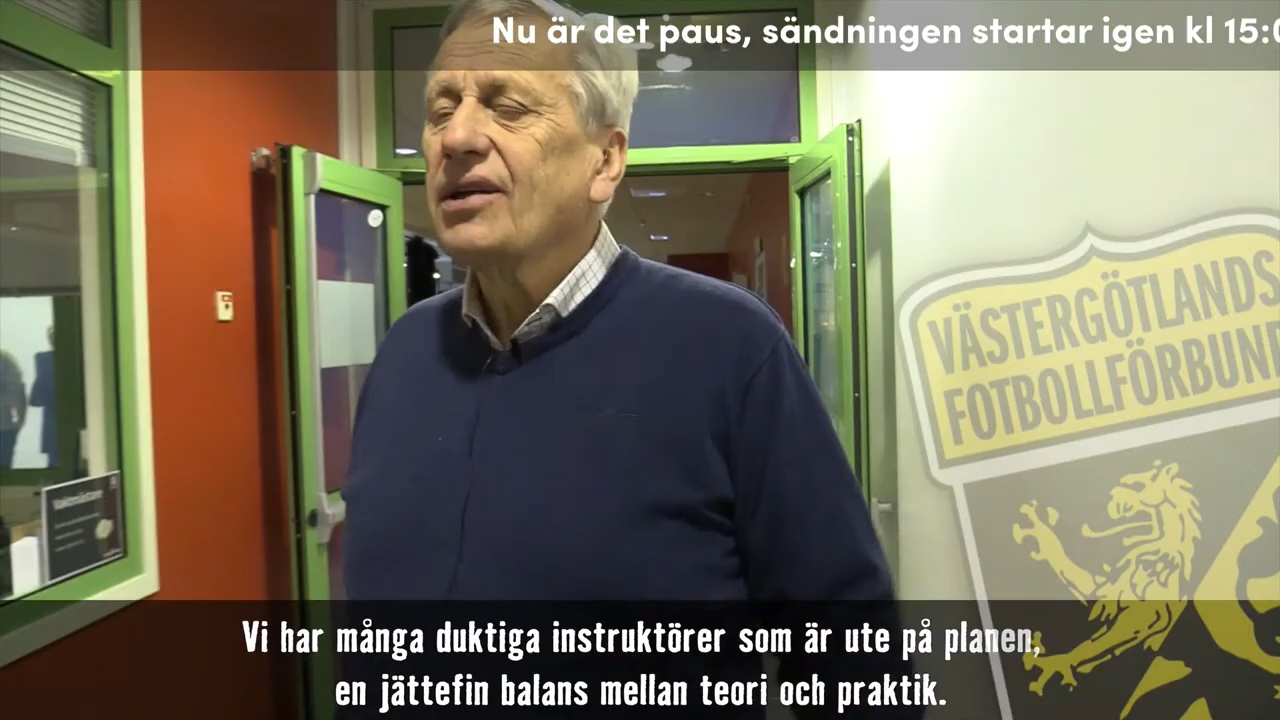 Nu är det paus, sändningen startar igen kl 15:0
VÄSTERGÖTLANDS
FOTBOLLFÖRBUND
Vi har många duktiga instruktörer som är ute på planen,
en jättefin balans mellan teori och praktik.